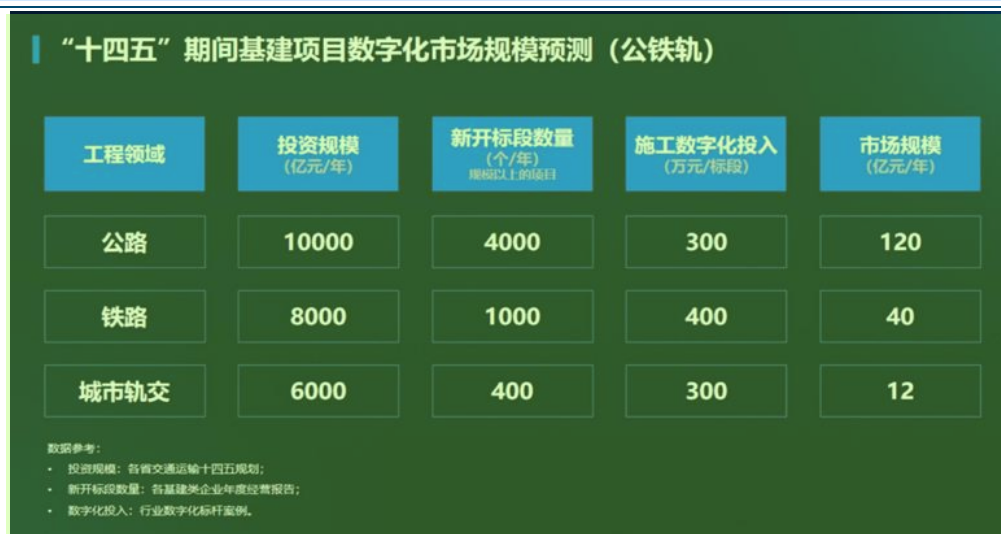 “十四五”期间基建项目数字化市场规模预测（公铁轨）
工程领域
投资规模
（亿元/年）
新开标段数量
（个/年）
规模以上的项目
施工数字化投入
（万元/标段）
市场规模
（亿元/年）
公路 10000 4000 300 120
铁路 8000 1000 400 40
城市轨交 6000 400 300 12
数据参考：
• 投资规模：各省交通运输十四五规划；
• 新开标段数量：各基建类企业年度经营报告；
• 数字化投入：行业数字化标杆案例。